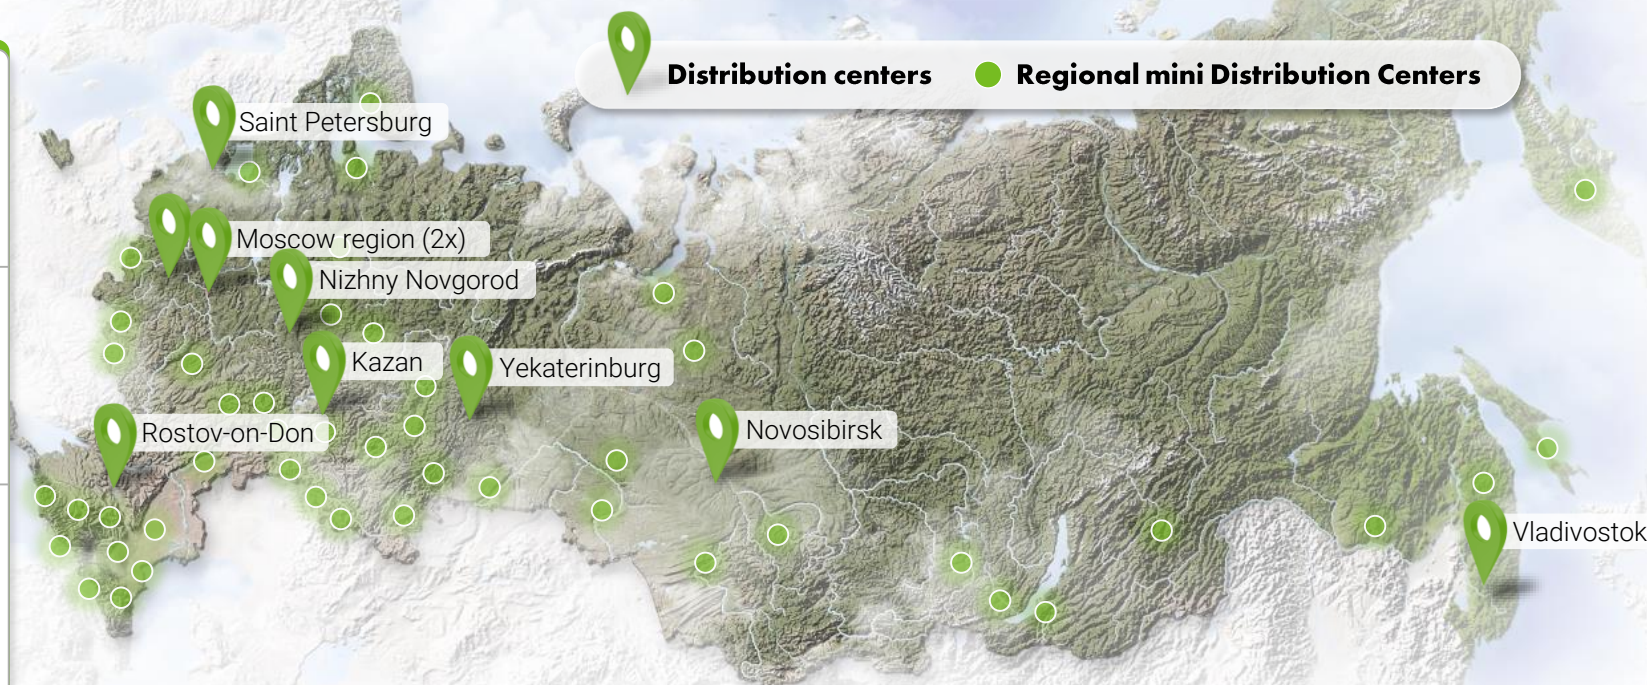 Distribution centers
Regional mini Distribution Centers
Saint Petersburg
Moscow region (2x)
Nizhny Novgorod
Kazan
Yekaterinburg
Rostov-on-Don
Novosibirsk
Vladivostok